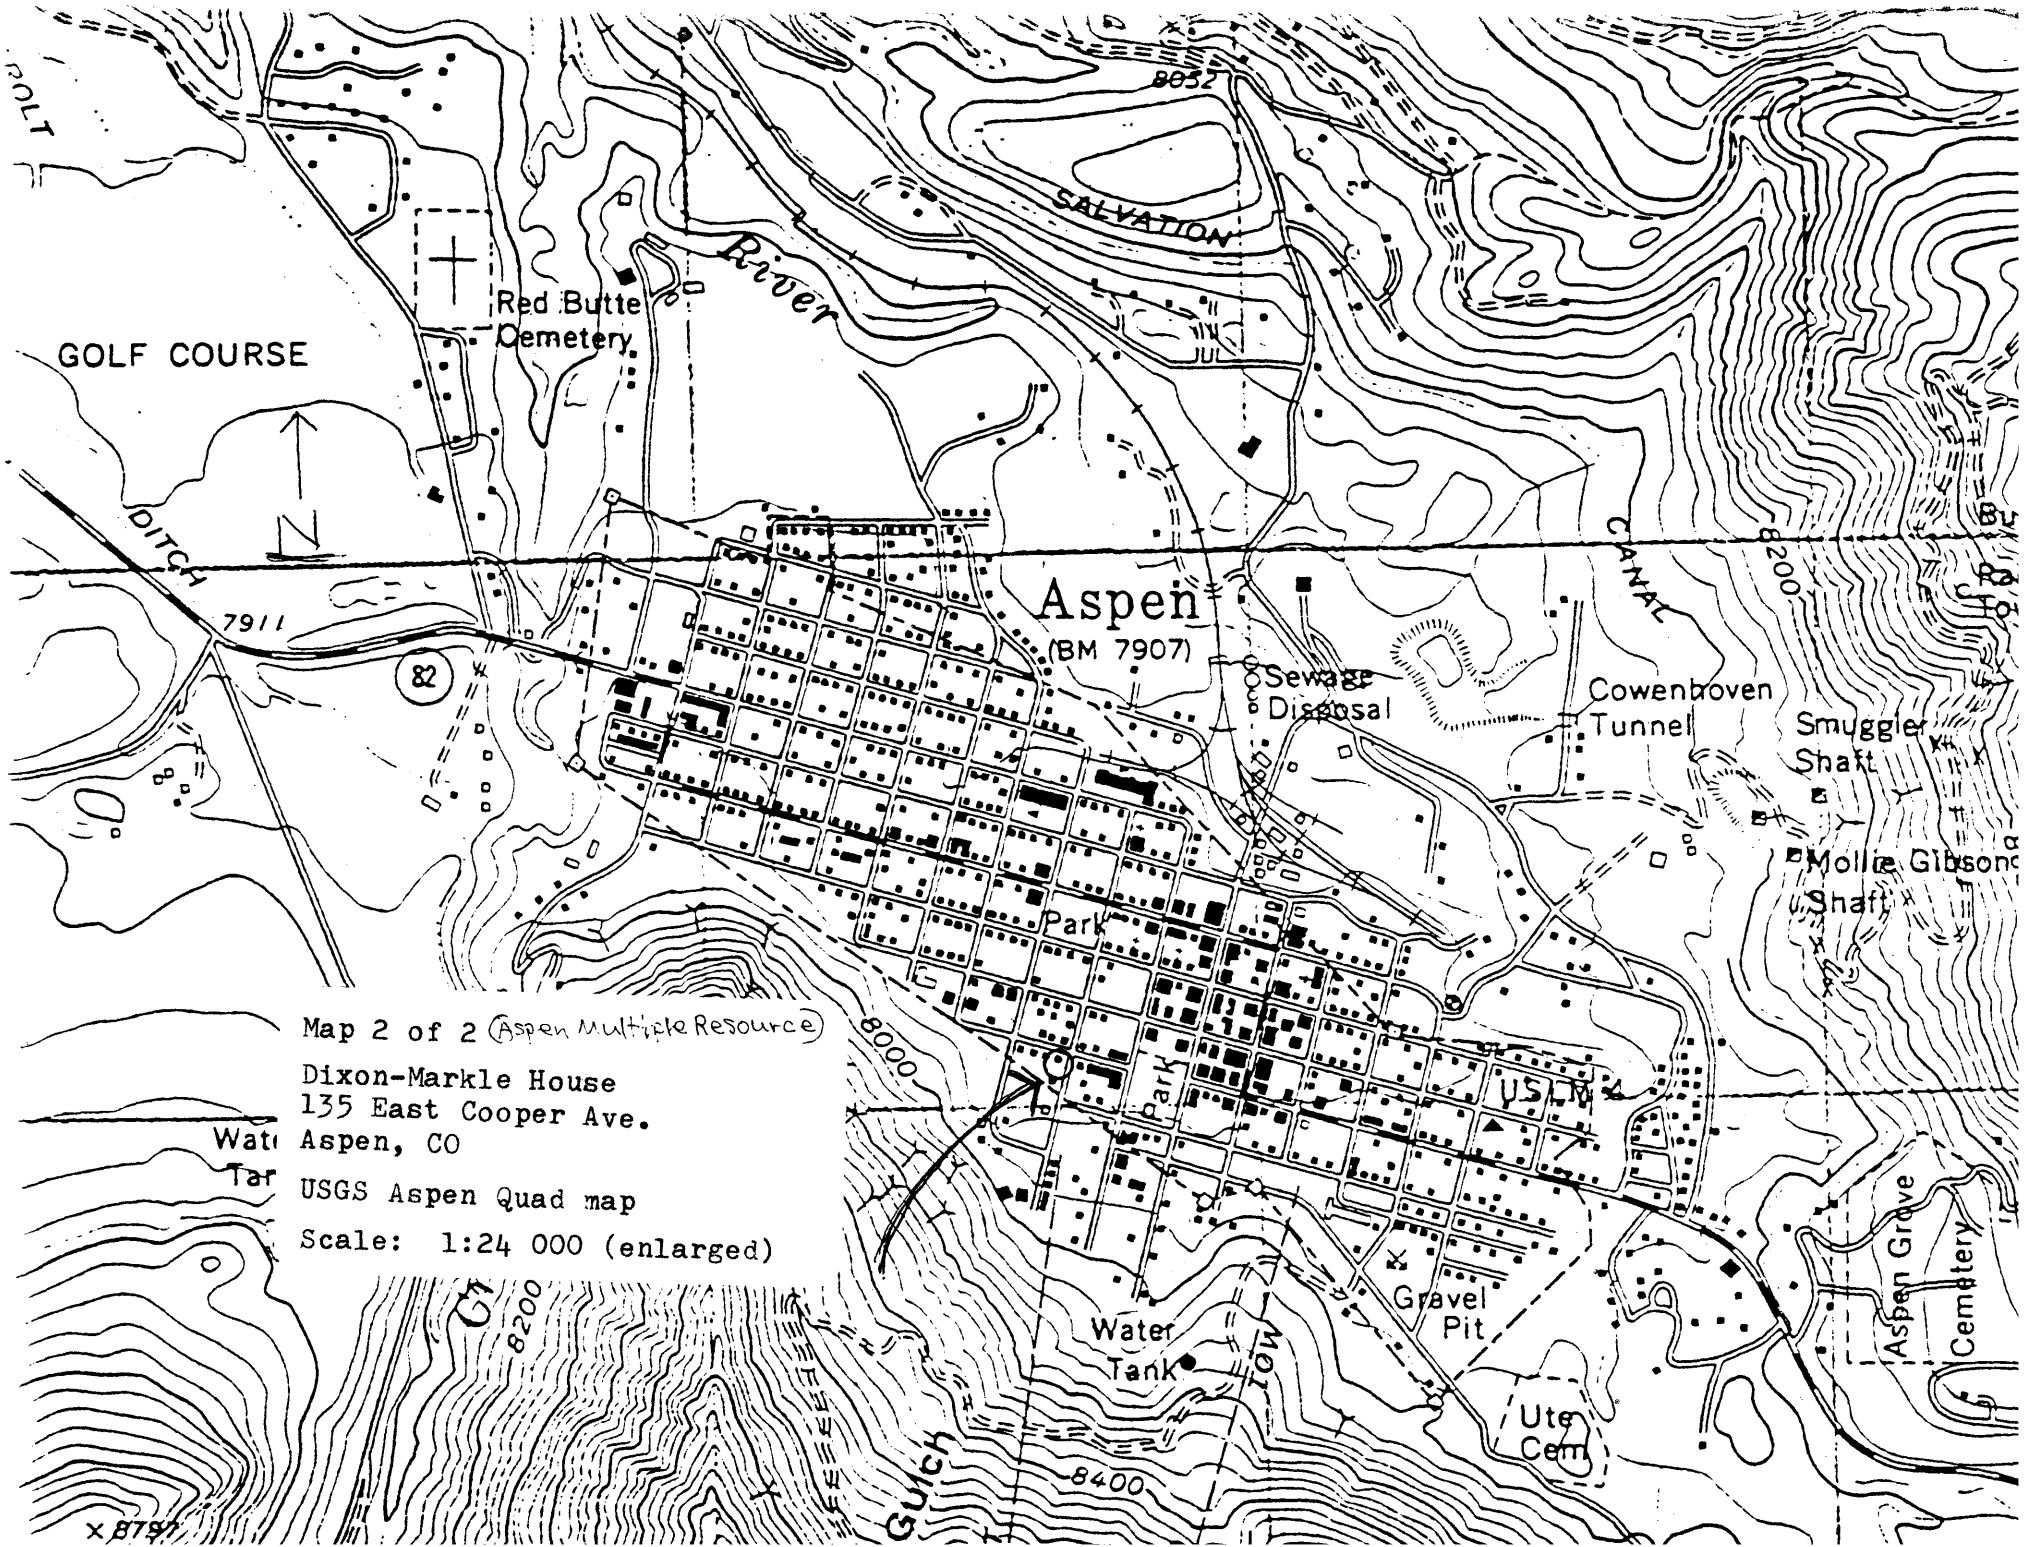 8052
SALVATION
River
Red Butte
Cemetery
GOLF COURSE
N
DITCH
7911
82
Aspen
(BM 7907)
CANAL
8200
Sewage
Disposal
Cowenhoven
Tunnel
Smuggler
Shaft
Mollie Gibson
Shaft
Park
Park
USLM 4
8000
Map 2 of 2 (Aspen Multiple Resource)
Dixon-Markle House
135 East Cooper Ave.
Aspen, CO
USGS Aspen Quad map
Scale: 1:24 000 (enlarged)
8200
Water
Tank
Gravel
Pit
Aspen Grove
Cemetery
Ute
Cem
Gulch
8400
x 8797